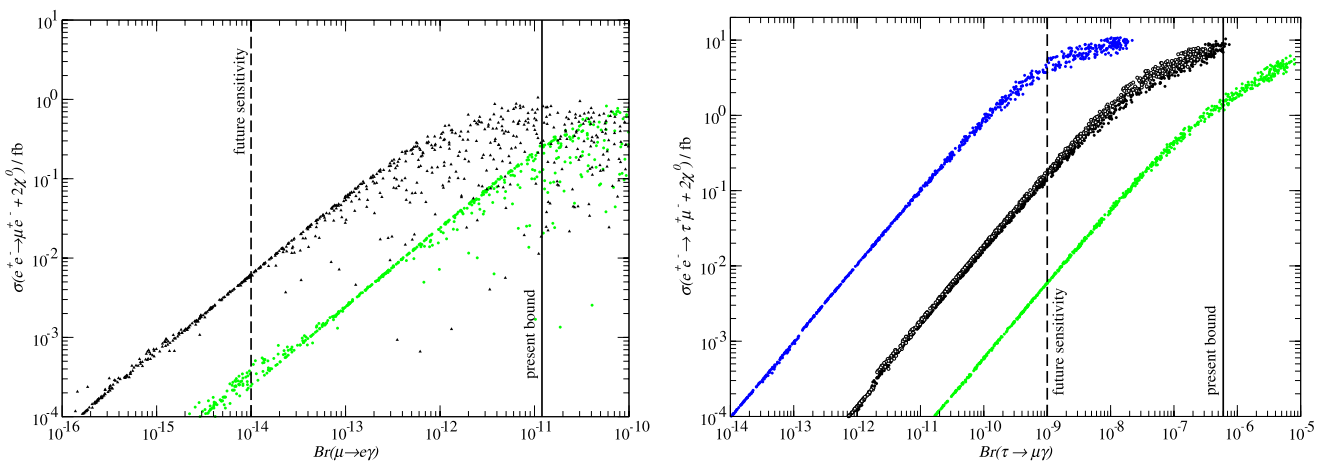 10^1
10^0
10^-1
10^-2
10^-3
10^-4
σ(e^+e^-→μ^+e^- + 2χ^0) / fb
future sensitivity
present bound
10^-16 10^-15 10^-14 10^-13 10^-12 10^-11 10^-10
Br(μ→eγ)
10^1
10^0
10^-1
10^-2
10^-3
10^-4
σ(e^+e^-→ τ^+μ^- + 2χ^0) / fb
future sensitivity
present bound
10^-14 10^-13 10^-12 10^-11 10^-10 10^-9 10^-8 10^-7 10^-6 10^-5
Br(τ→ μγ)